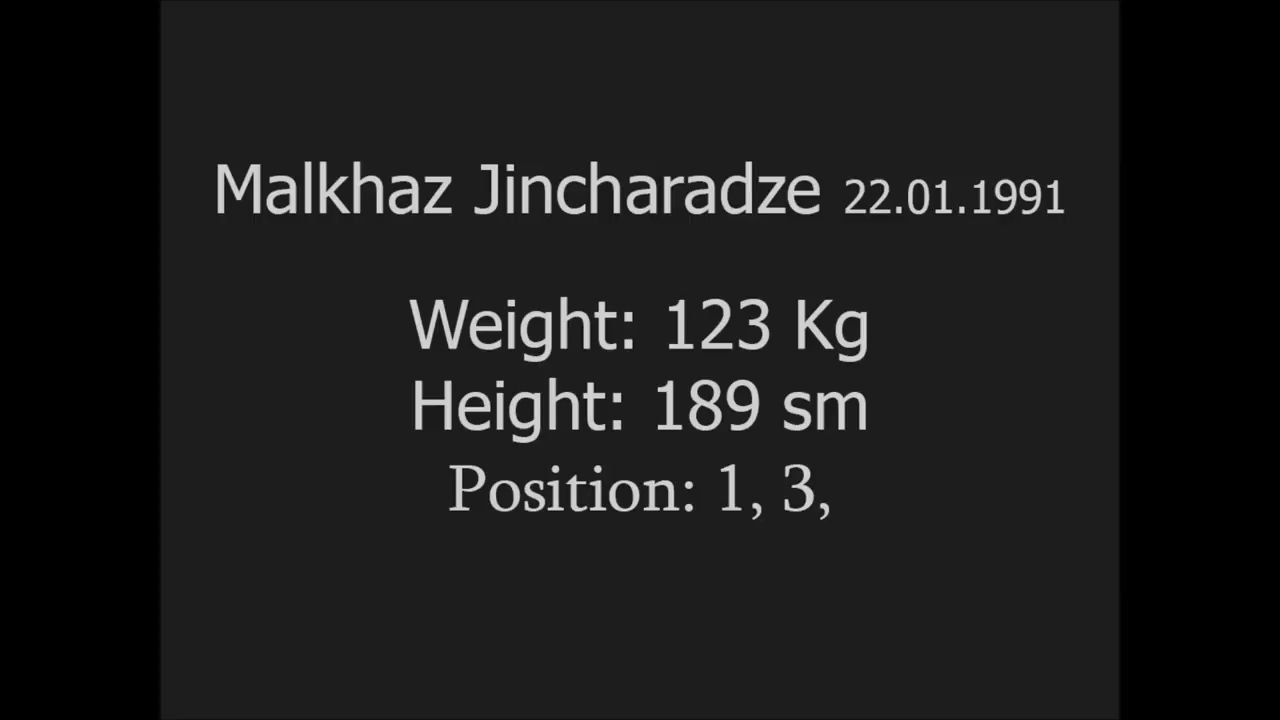 Malkhaz Jincharadze 22.01.1991
Weight: 123 Kg
Height: 189 sm
Position: 1, 3,